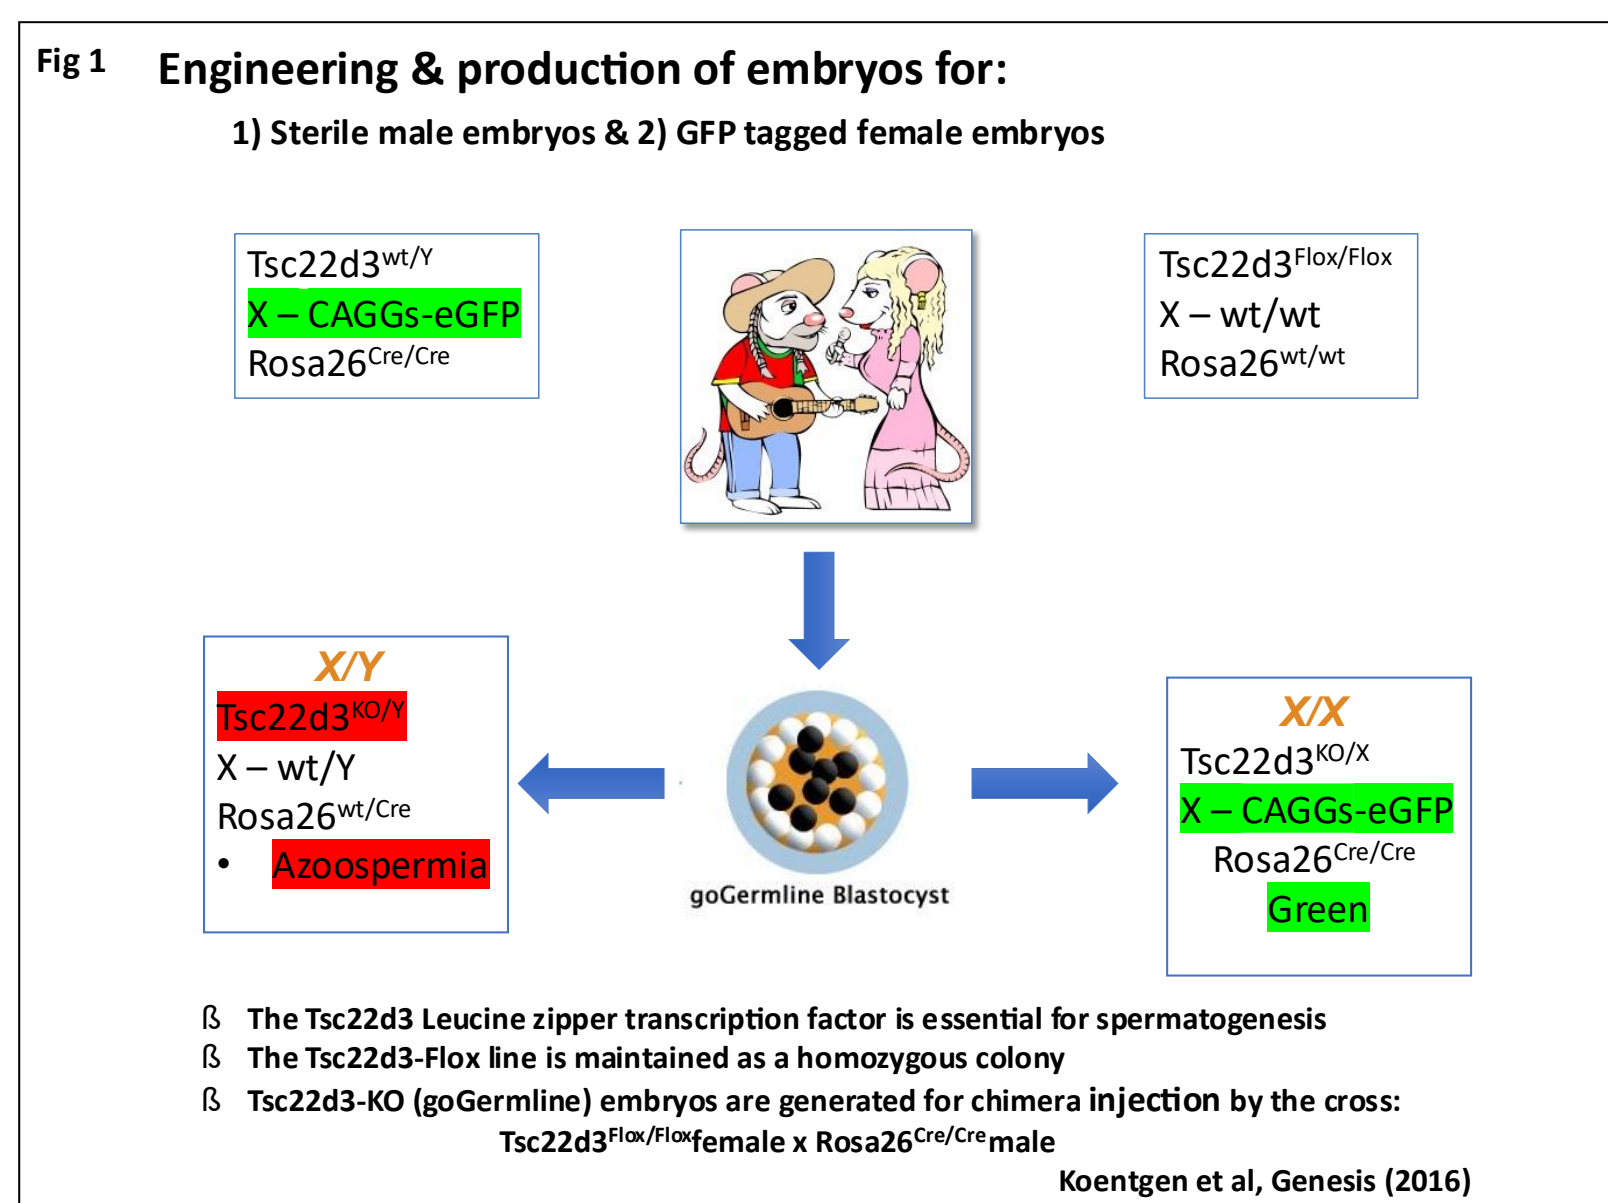 Fig 1
Engineering & production of embryos for:
1) Sterile male embryos & 2) GFP tagged female embryos
Tsc22d3wt/Y
X – CAGGs-eGFP
Rosa26Cre/Cre
Tsc22d3Flox/Flox
X – wt/wt
Rosa26wt/wt
X/Y
Tsc22d3KO/Y
X – wt/Y
Rosa26wt/Cre
• Azoospermia
goGermline Blastocyst
X/X
Tsc22d3KO/X
X – CAGGs-eGFP
Rosa26Cre/Cre
Green
ß The Tsc22d3 Leucine zipper transcription factor is essential for spermatogenesis
ß The Tsc22d3-Flox line is maintained as a homozygous colony
ß Tsc22d3-KO (goGermline) embryos are generated for chimera injection by the cross:
Tsc22d3Flox/Floxfemale x Rosa26Cre/Cre male
Koentgen et al, Genesis (2016)